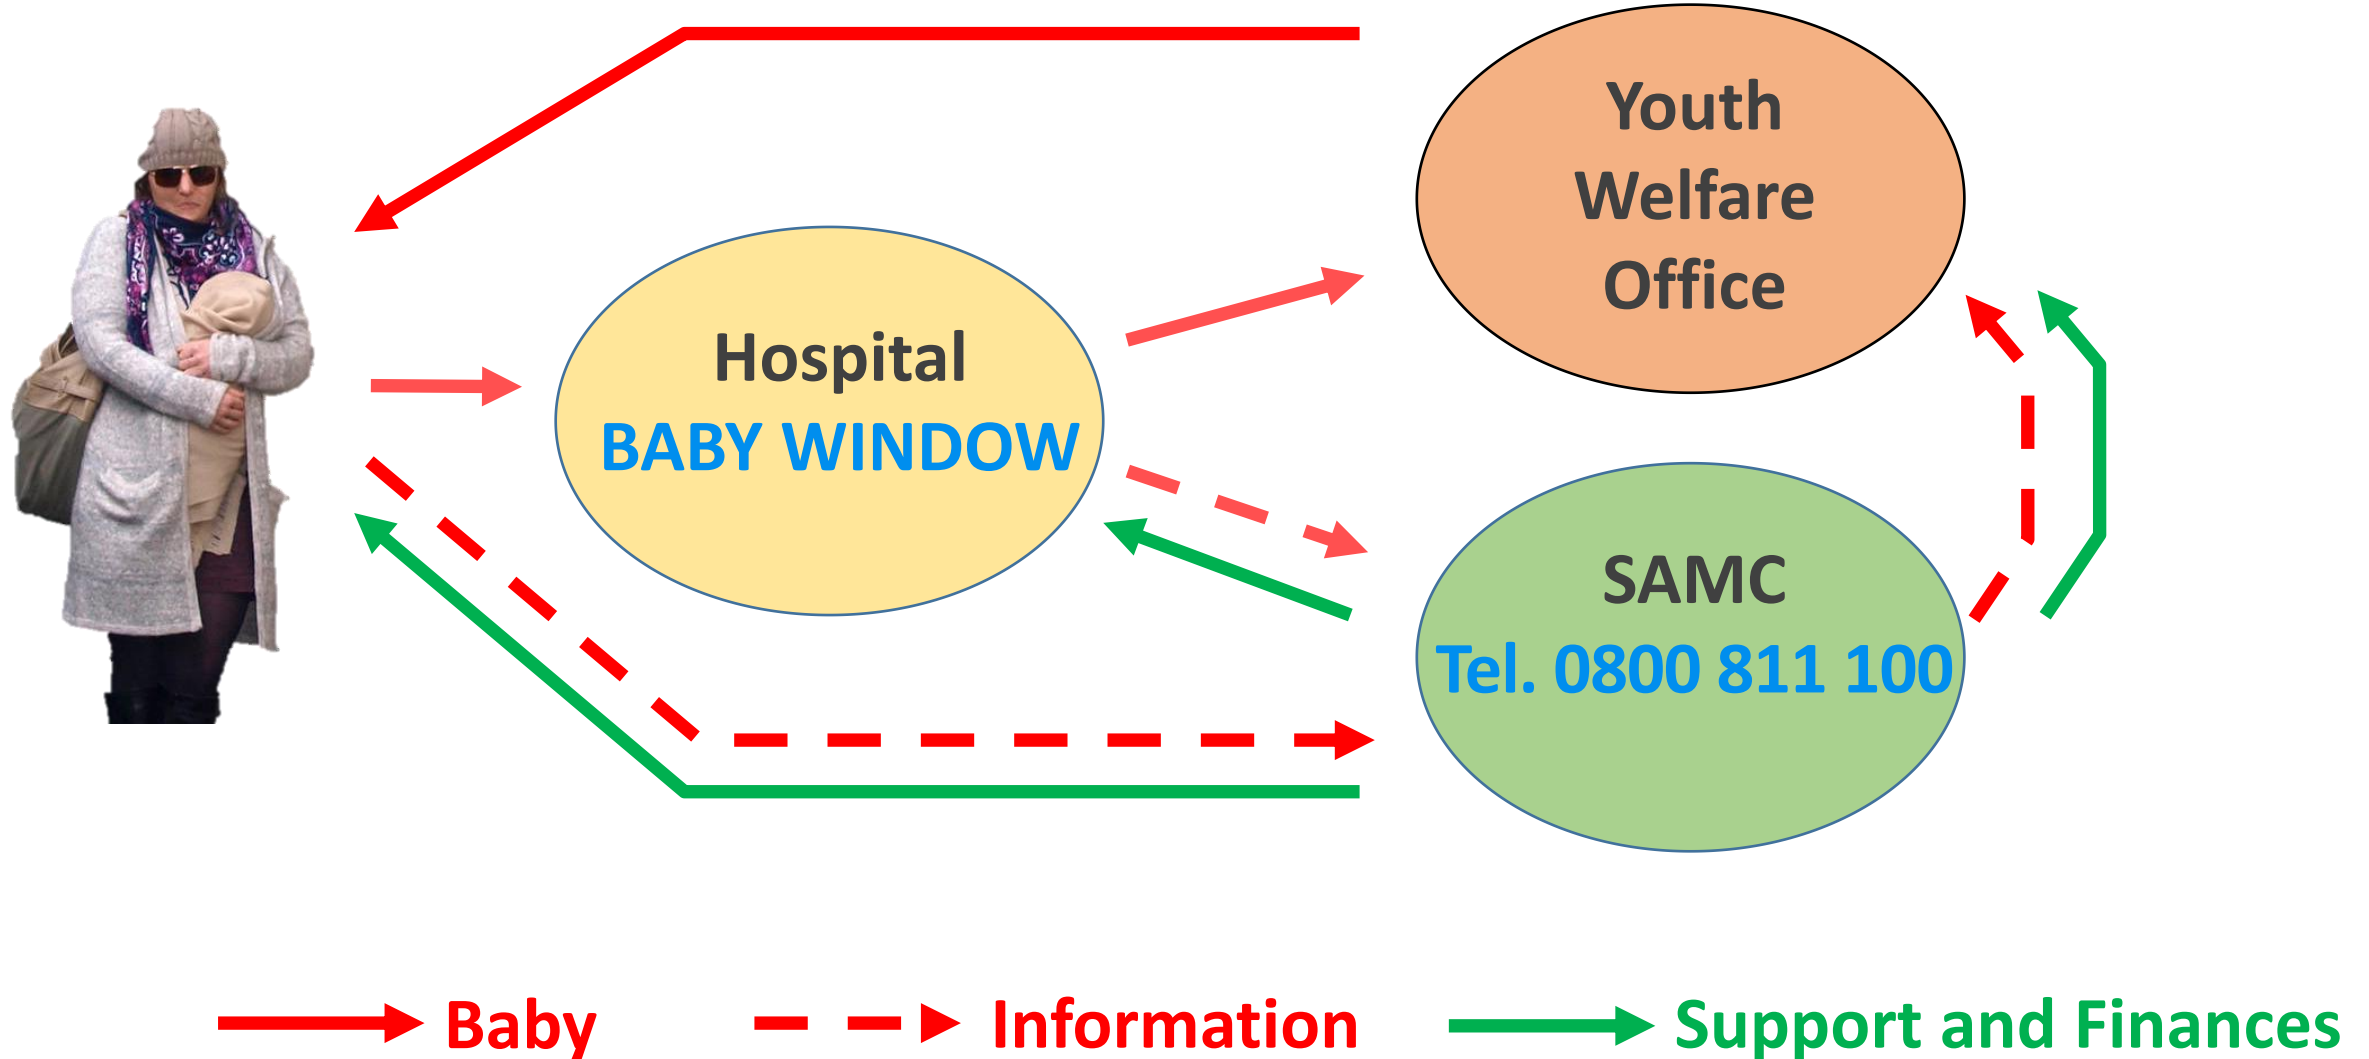 Youth
Welfare
Office
Hospital
BABY WINDOW
SAMC
Tel. 0800 811 100
Baby
Information
Support and Finances